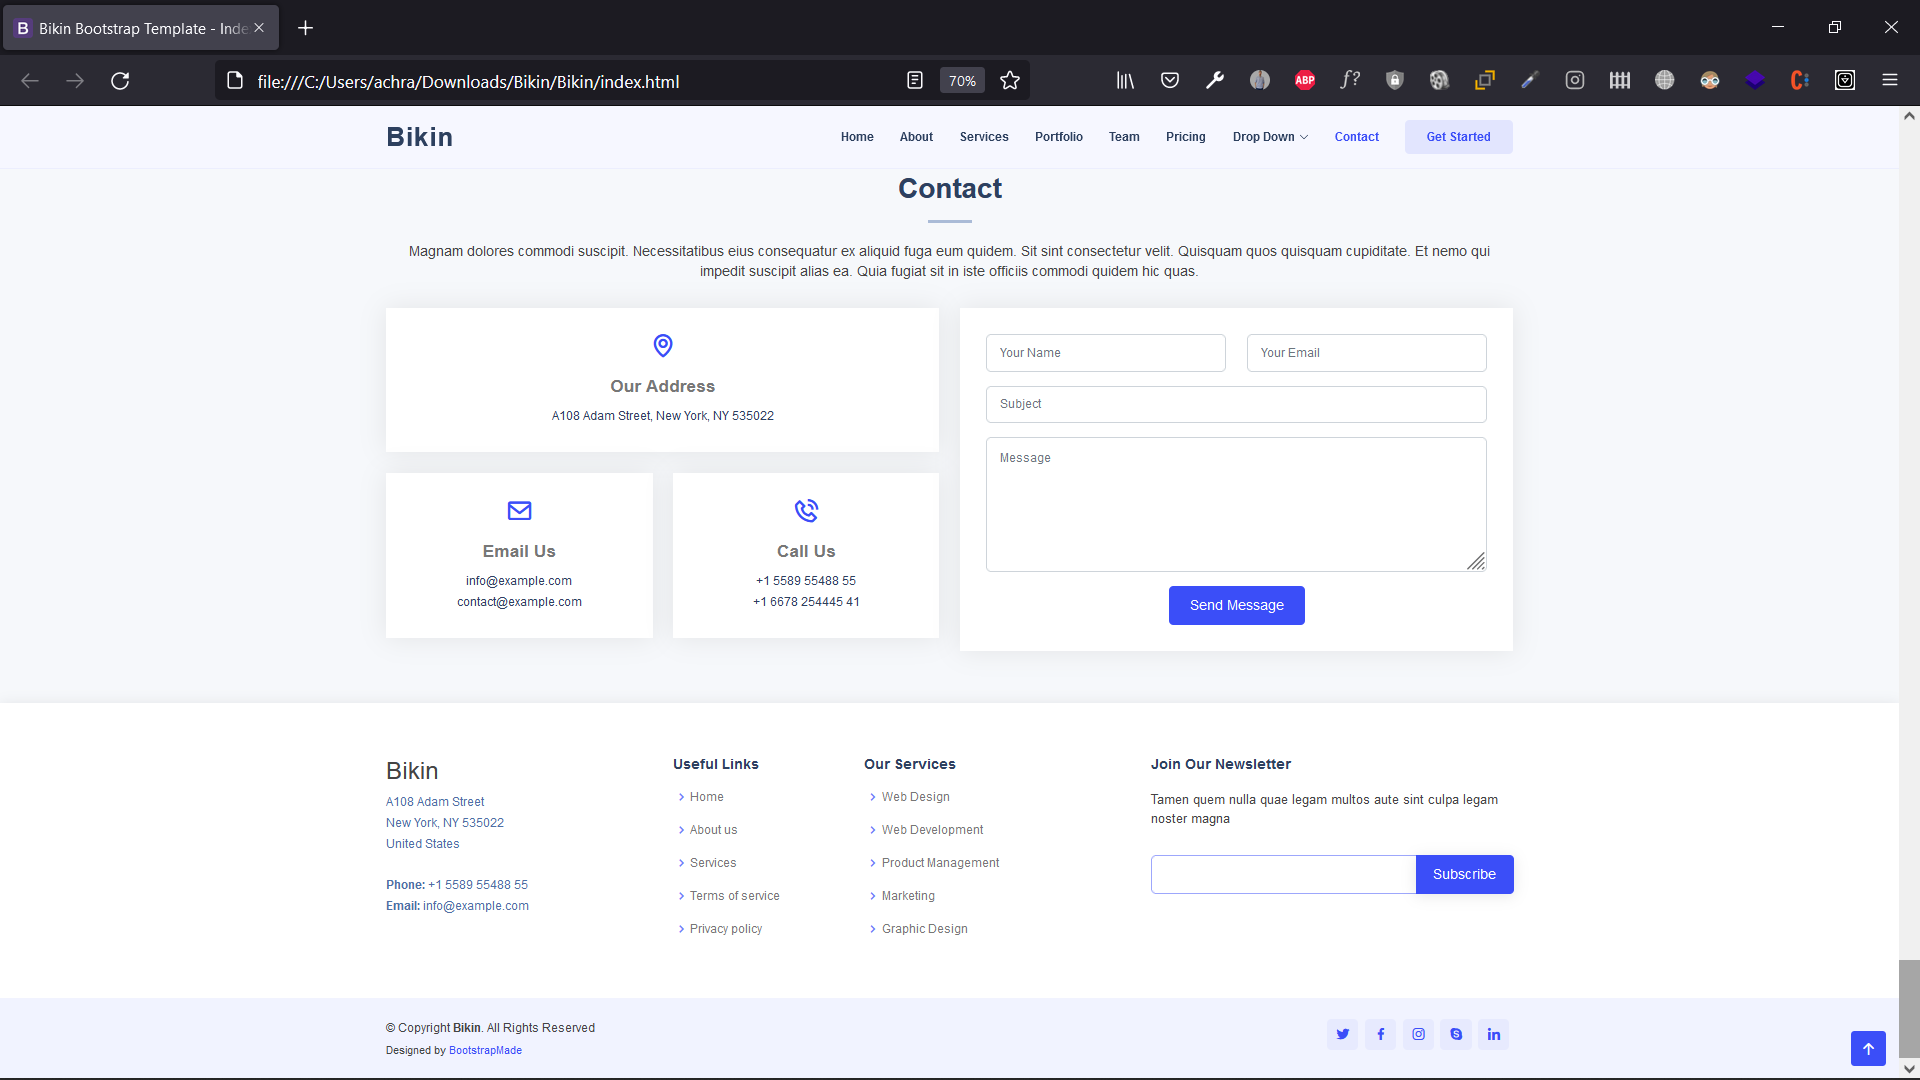 Bikin Bootstrap Template - Inde
file:///C:/Users/achra/Downloads/Bikin/Bikin/index.html
70%
ABP
f?
Bikin
Home
About
Services
Portfolio
Team
Pricing
Drop Down
Contact
Get Started
Contact
Magnam dolores commodi suscipit. Necessitatibus eius consequatur ex aliquid fuga eum quidem. Sit sint consectetur velit. Quisquam quos quisquam cupiditate. Et nemo qui
impedit suscipit alias ea. Quia fugiat sit in iste officiis commodi quidem hic quas.
Our Address
A108 Adam Street, New York, NY 535022
Email Us
info@example.com
contact@example.com
Call Us
+1 5589 55488 55
+1 6678 254445 41
Your Name
Your Email
Subject
Message
Send Message
Bikin
A108 Adam Street
New York, NY 535022
United States
Phone: +1 5589 55488 55
Email: info@example.com
Useful Links
Home
About us
Services
Terms of service
Privacy policy
Our Services
Web Design
Web Development
Product Management
Marketing
Graphic Design
Join Our Newsletter
Tamen quem nulla quae legam multos aute sint culpa legam
noster magna
Subscribe
© Copyright Bikin. All Rights Reserved
Designed by BootstrapMade